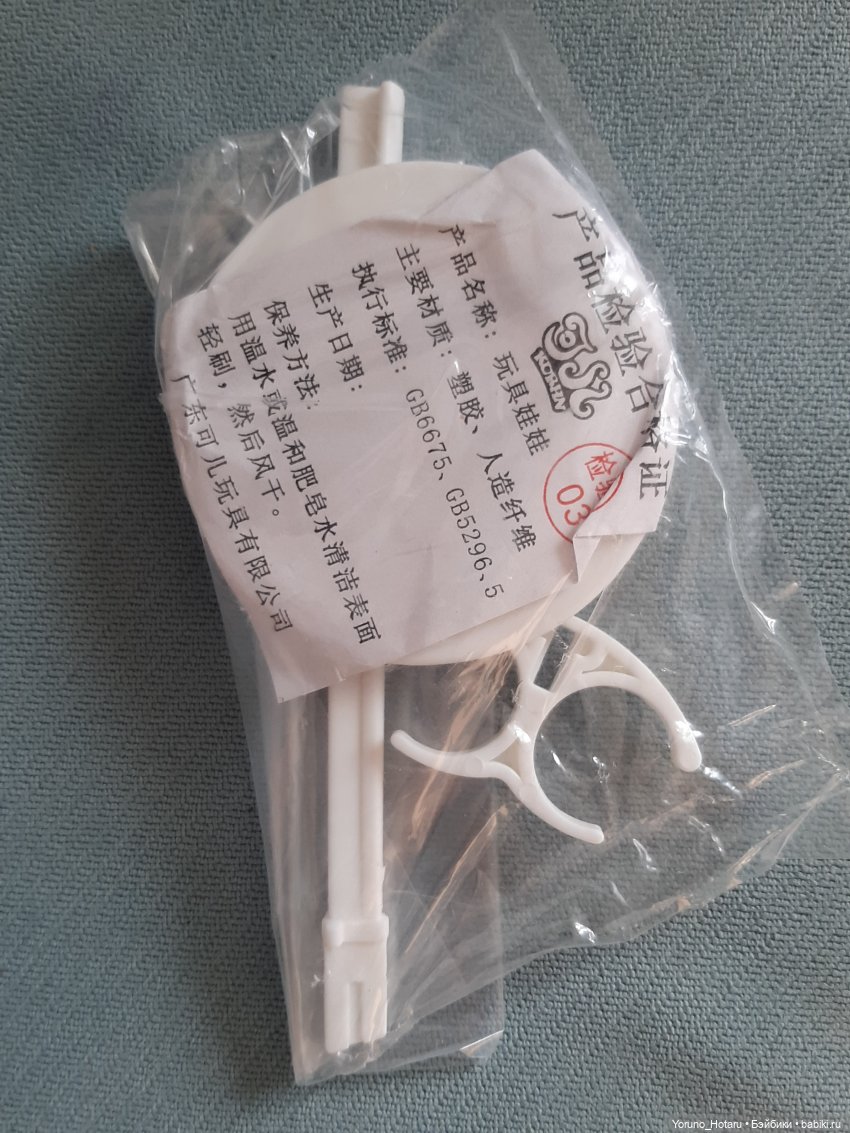 产品检验合格证
KURHN
检验
03
产品名称：玩具娃娃
主要材质：塑胶、人造纤维
执行标准：GB6675、GB5296、5
生产日期：
保养方法：
用温水或温和肥皂水清洁表面
轻刷，然后风干。
广东可儿玩具有限公司
Yoruno_Hotaru • Бэйбики • babiki.ru